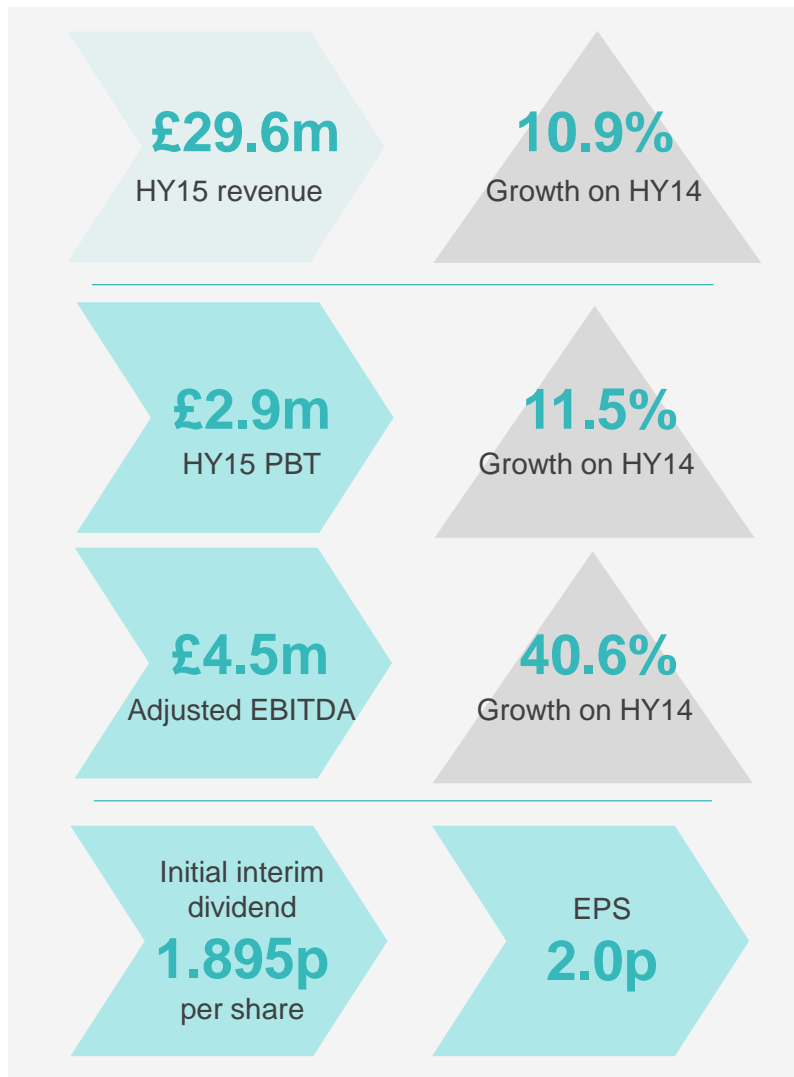 £29.6m
HY15 revenue
10.9%
Growth on HY14
£2.9m
HY15 PBT
11.5%
Growth on HY14
£4.5m
Adjusted EBITDA
40.6%
Growth on HY14
Initial interim
dividend
1.895p
per share
EPS
2.0p